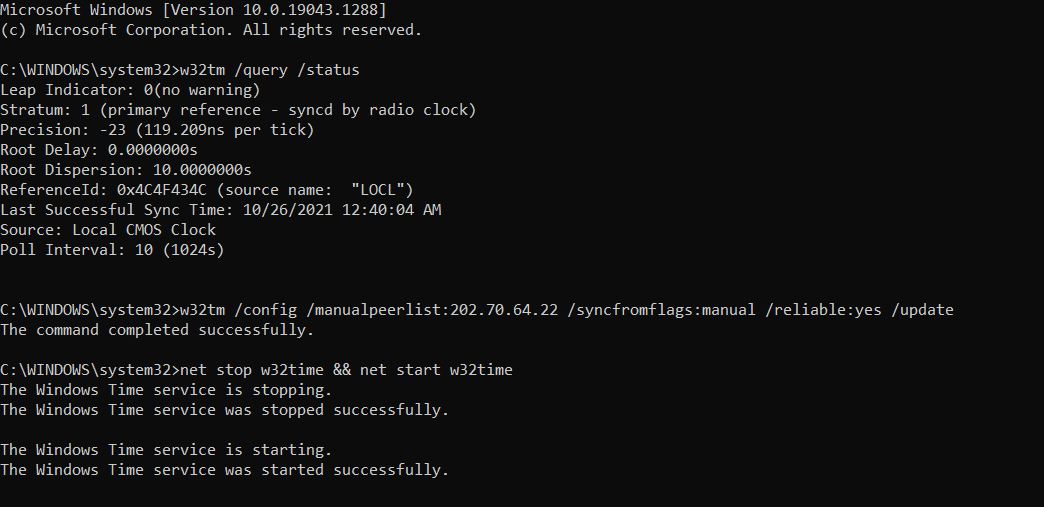 Microsoft Windows [Version 10.0.19043.1288]
(c) Microsoft Corporation. All rights reserved.
C:\WINDOWS\system32>w32tm /query /status
Leap Indicator: 0(no warning)
Stratum: 1 (primary reference - syncd by radio clock)
Precision: -23 (119.209ns per tick)
Root Delay: 0.0000000s
Root Dispersion: 10.0000000s
ReferenceId: 0x4C4F434C (source name:  "LOCL")
Last Successful Sync Time: 10/26/2021 12:40:04 AM
Source: Local CMOS Clock
Poll Interval: 10 (1024s)
C:\WINDOWS\system32>w32tm /config /manualpeerlist:202.70.64.22 /syncfromflags:manual /reliable:yes /update
The command completed successfully.
C:\WINDOWS\system32>net stop w32time && net start w32time
The Windows Time service is stopping.
The Windows Time service was stopped successfully.
The Windows Time service is starting.
The Windows Time service was started successfully.